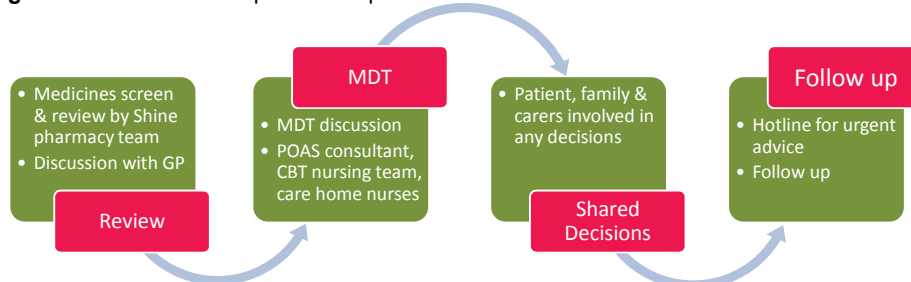 • Medicines screen
& review by Shine
pharmacy team
• Discussion with GP
Review
MDT
• MDT discussion
• POAS consultant,
CBT nursing team,
care home nurses
• Patient, family &
carers involved in
any decisions
Shared
Decisions
Follow up
• Hotline for urgent
advice
• Follow up